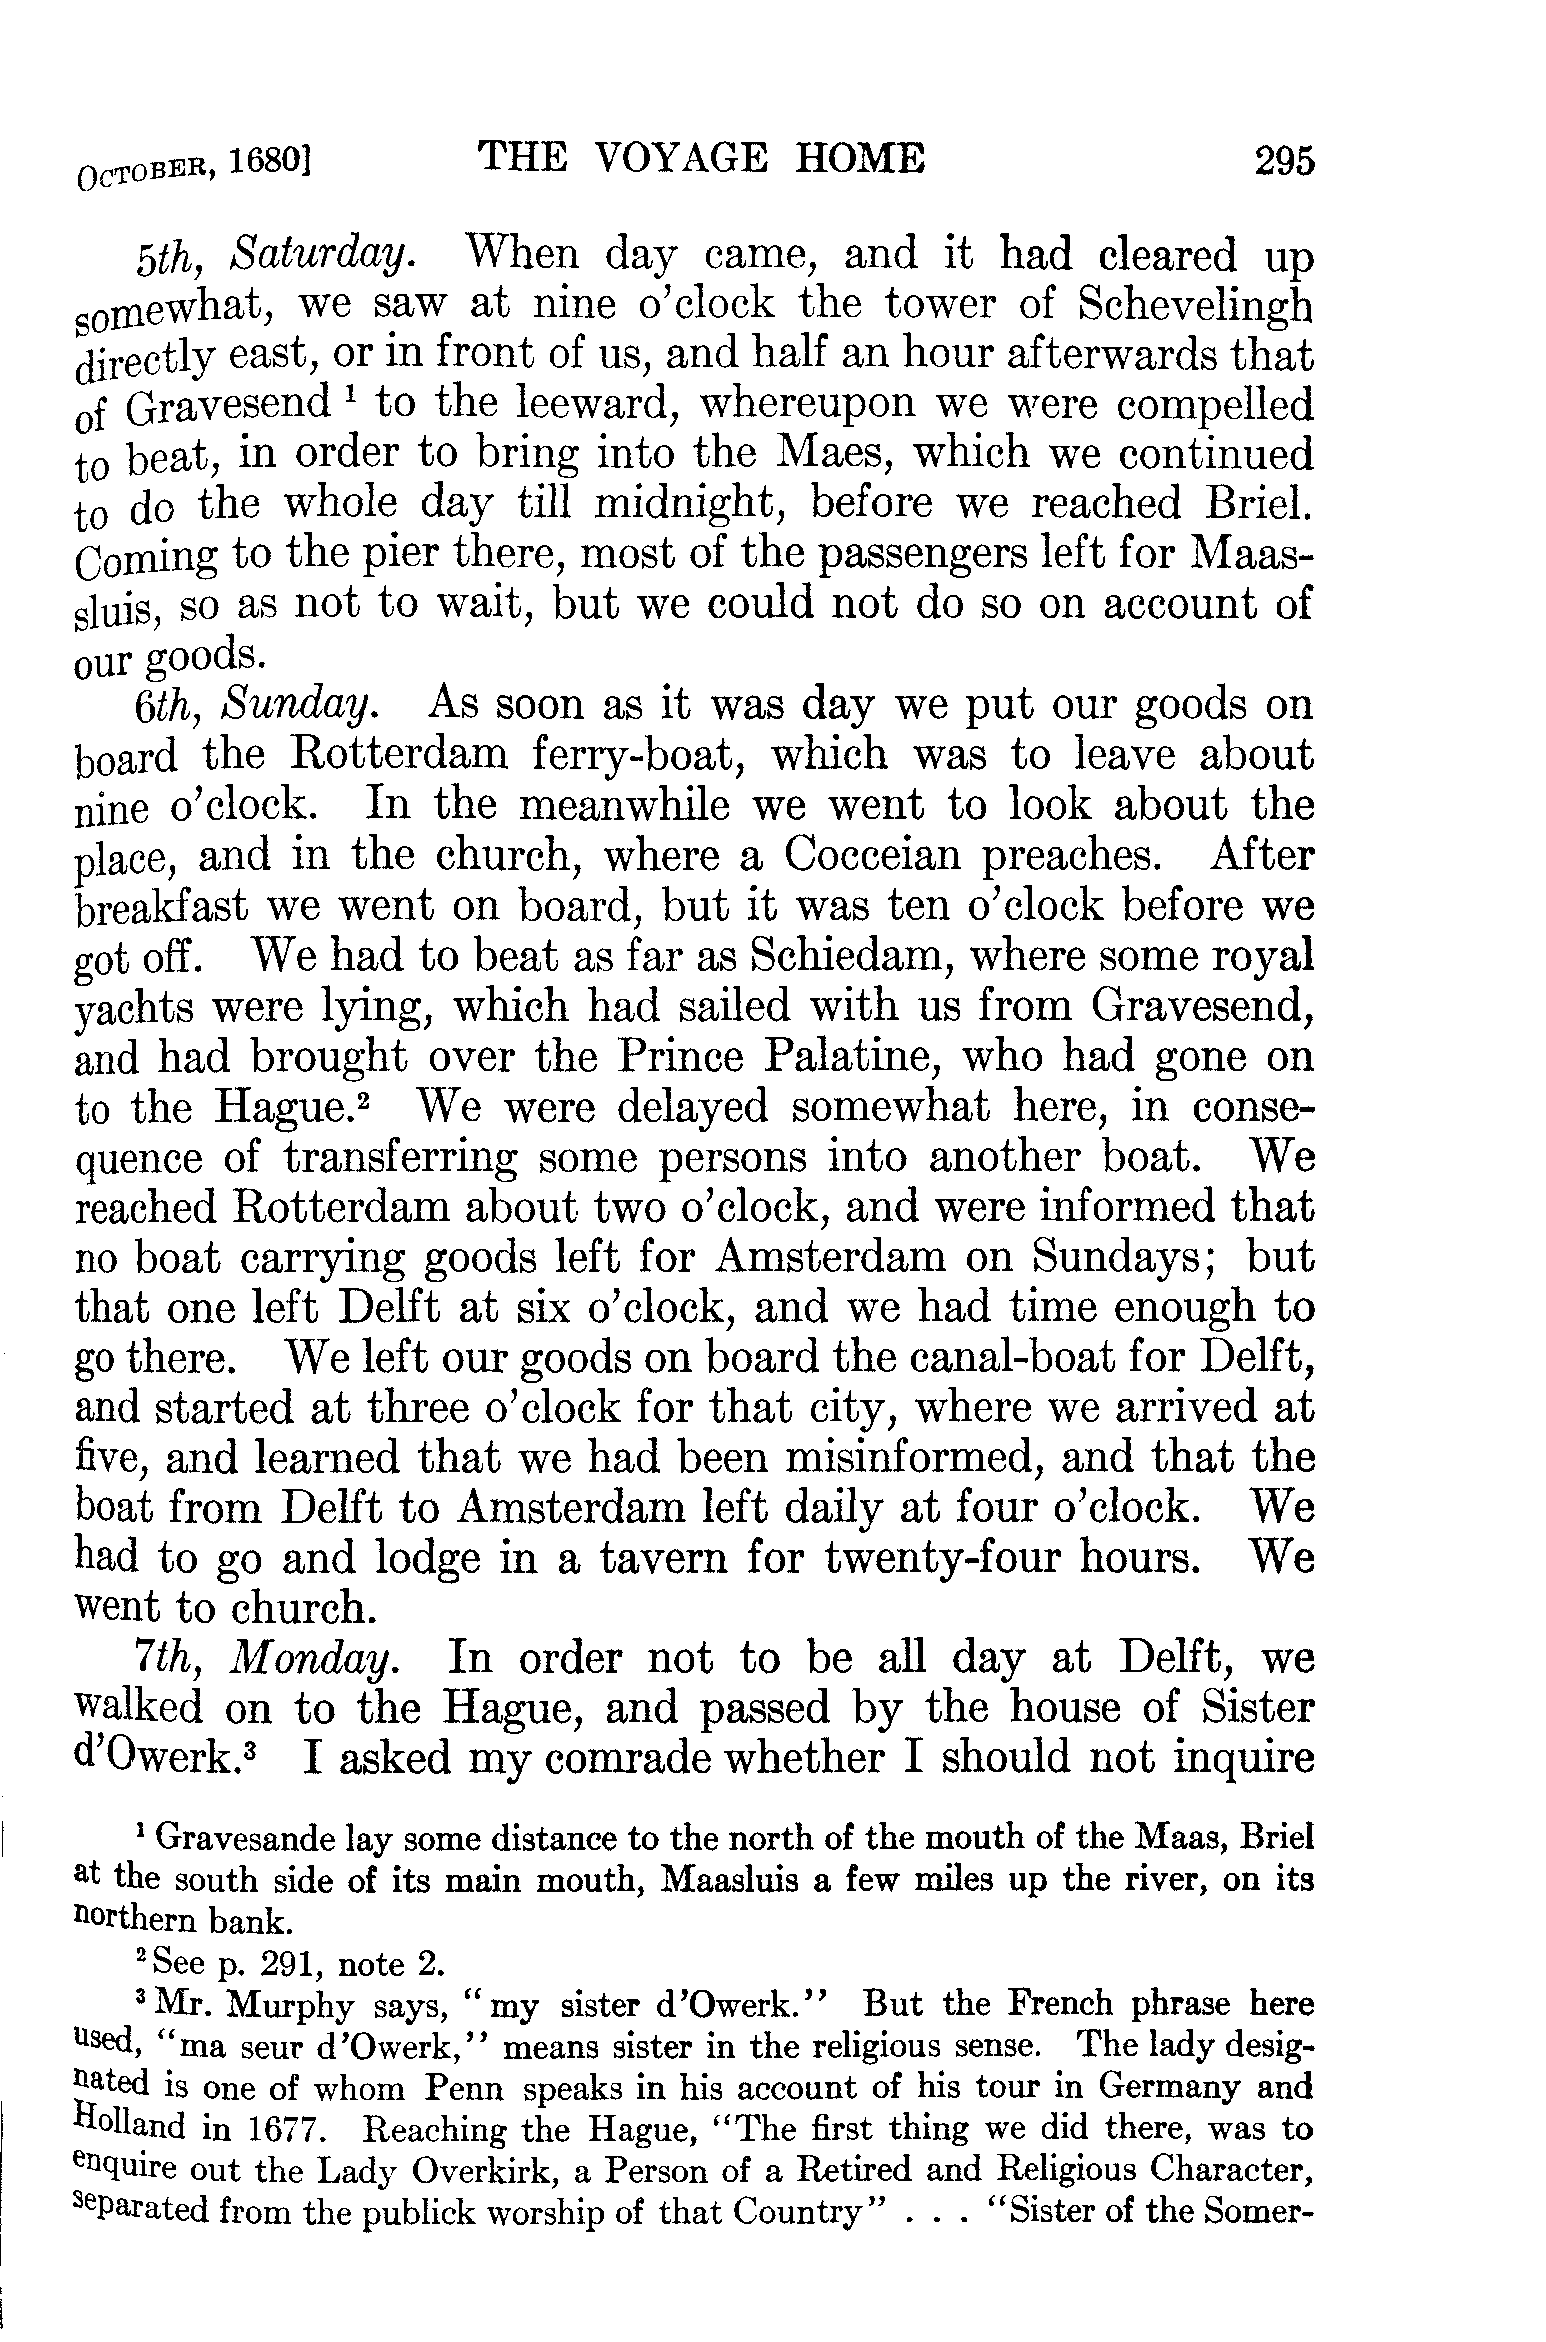 OCTOBER, 1680] THE VOYAGE HOME 295
5th, Saturday. When day came, and it had cleared up
somewhat, we saw at nine o'clock the tower of Schevelingh
directly east, or in front of us, and half an hour afterwards that
of Gravesend ¹ to the leeward, whereupon we were compelled
to beat, in order to bring into the Maes, which we continued
to do the whole day till midnight, before we reached Briel.
Coming to the pier there, most of the passengers left for Maas-
sluis, so as not to wait, but we could not do so on account of
our goods.
6th, Sunday. As soon as it was day we put our goods on
board the Rotterdam ferry-boat, which was to leave about
nine o'clock. In the meanwhile we went to look about the
place, and in the church, where a Cocceian preaches. After
breakfast we went on board, but it was ten o'clock before we
got off. We had to beat as far as Schiedam, where some royal
yachts were lying, which had sailed with us from Gravesend,
and had brought over the Prince Palatine, who had gone on
to the Hague.² We were delayed somewhat here, in conse-
quence of transferring some persons into another boat. We
reached Rotterdam about two o'clock, and were informed that
no boat carrying goods left for Amsterdam on Sundays; but
that one left Delft at six o'clock, and we had time enough to
go there. We left our goods on board the canal-boat for Delft,
and started at three o'clock for that city, where we arrived at
five, and learned that we had been misinformed, and that the
boat from Delft to Amsterdam left daily at four o'clock. We
had to go and lodge in a tavern for twenty-four hours. We
went to church.
7th, Monday. In order not to be all day at Delft, we
walked on to the Hague, and passed by the house of Sister
d'Owerk.³ I asked my comrade whether I should not inquire
¹ Gravesande lay some distance to the north of the mouth of the Maas, Briel
at the south side of its main mouth, Maasluis a few miles up the river, on its
northern bank.
² See p. 291, note 2.
³ Mr. Murphy says, "my sister d'Owerk." But the French phrase here
used, "ma seur d'Owerk," means sister in the religious sense. The lady desig-
nated is one of whom Penn speaks in his account of his tour in Germany and
Holland in 1677. Reaching the Hague, "The first thing we did there, was to
enquire out the Lady Overkirk, a Person of a Retired and Religious Character,
separated from the publick worship of that Country" . . . "Sister of the Somer-